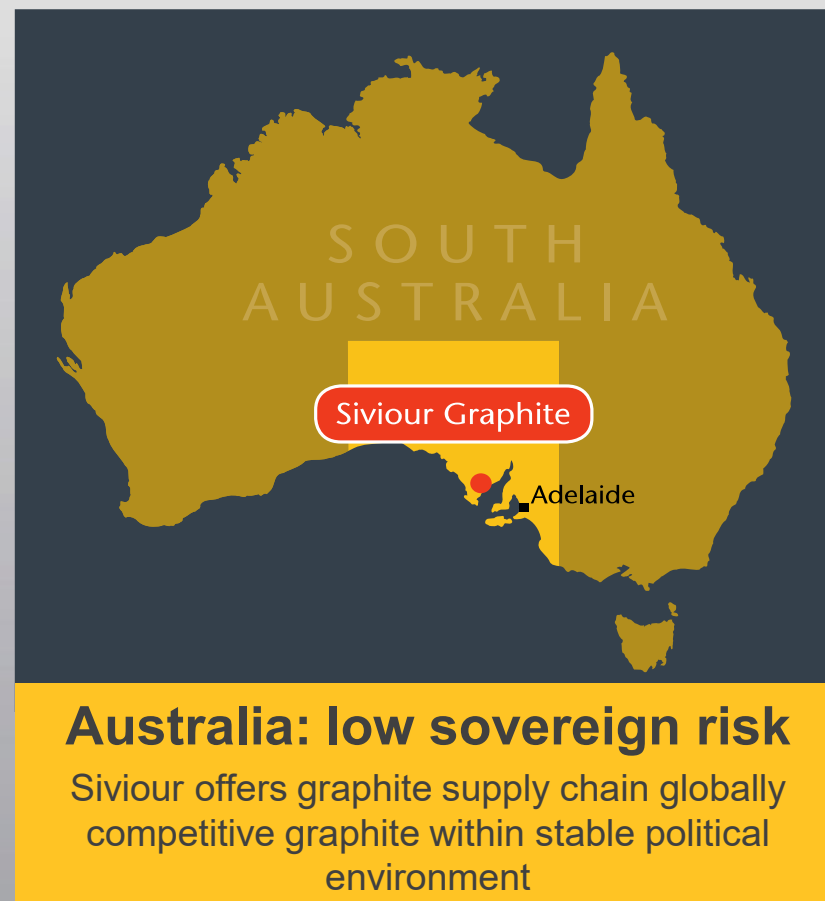 SOUTH
AUSTRALIA
Siviour Graphite
Adelaide
Australia: low sovereign risk
Siviour offers graphite supply chain globally
competitive graphite within stable political
environment